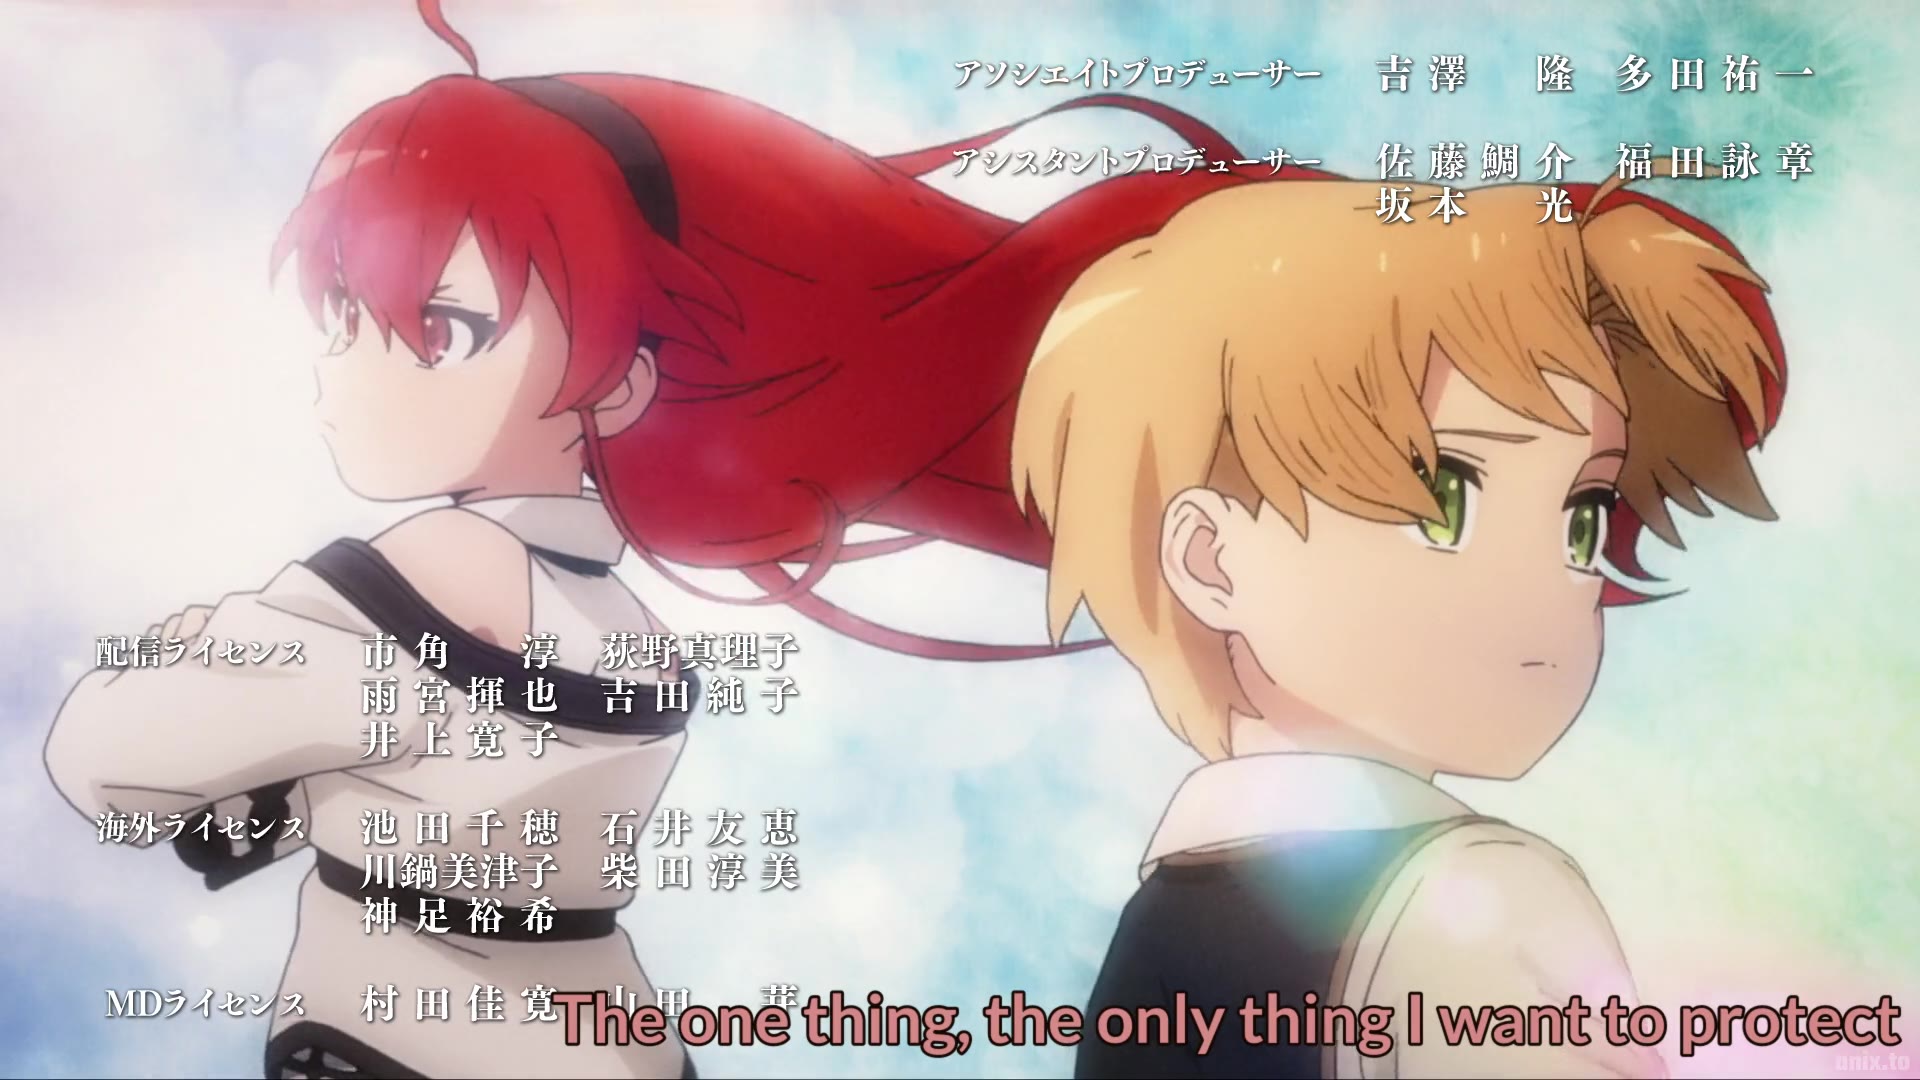 アソシエイトプロデューサー 吉澤 隆 多田祐一
アシスタントプロデューサー 佐藤鯛介 福田詠章
坂本 光
配信ライセンス 市角 淳 荻野真理子
雨宮揮也 吉田純子
井上寛子
海外ライセンス 池田千穂 石井友恵
川鍋美津子 柴田淳美
神足裕希
MDライセンス 村田佳寛 山田
The one thing, the only thing I want to protect
unix.to